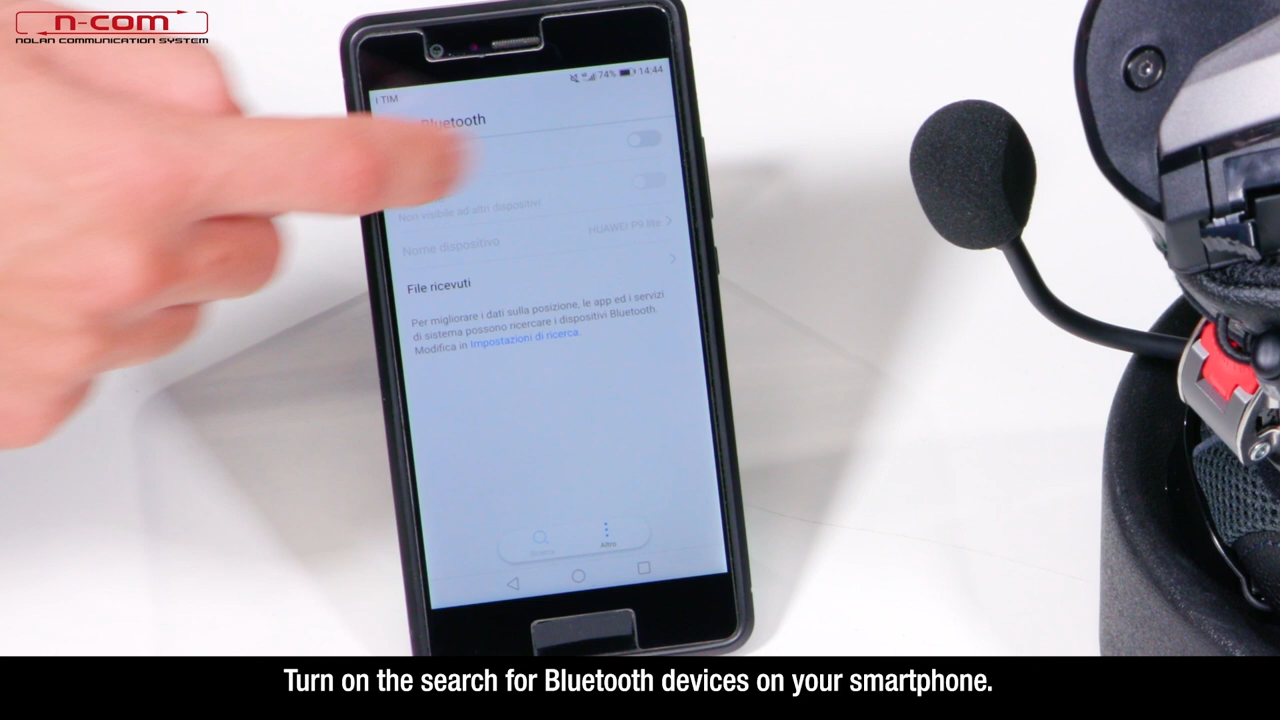 n-com
NOLAN COMMUNICATION SYSTEM
74% 14:44
TIM
Bluetooth
Non visibile ad altri dispositivi
Nome dispositivo HUAWEI P9 lite
File ricevuti
Per migliorare i dati sulla posizione, le app ed i servizi
di sistema possono ricercare i dispositivi Bluetooth.
Modifica in Impostazioni di ricerca.
Ricerca Altro
Turn on the search for Bluetooth devices on your smartphone.